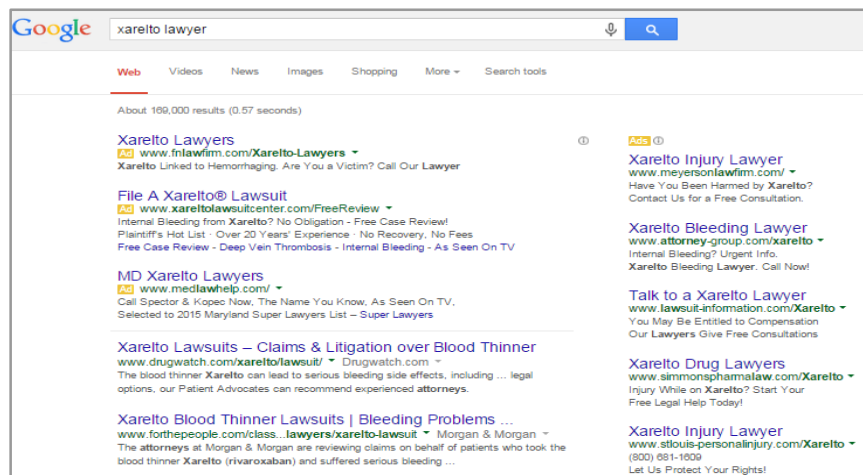 Google
xarelto lawyer
Web Videos News Images Shopping More Search tools
About 169,000 results (0.57 seconds)
Xarelto Lawyers
Ad www.fnlawfirm.com/Xarelto-Lawyers
Xarelto Linked to Hemorrhaging. Are You a Victim? Call Our Lawyer
File A Xarelto® Lawsuit
Ad www.xareltolawsuitcenter.com/FreeReview
Internal Bleeding from Xarelto? No Obligation - Free Case Review!
Plaintiff's Hot List · Over 20 Years' Experience · No Recovery, No Fees
Free Case Review - Deep Vein Thrombosis - Internal Bleeding - As Seen On TV
MD Xarelto Lawyers
Ad www.medlawhelp.com/
Call Spector & Kopec Now, The Name You Know, As Seen On TV,
Selected to 2015 Maryland Super Lawyers List – Super Lawyers
Xarelto Lawsuits – Claims & Litigation over Blood Thinner
www.drugwatch.com/xarelto/lawsuit/ Drugwatch.com
The blood thinner Xarelto can lead to serious bleeding side effects, including ... legal
options, our Patient Advocates can recommend experienced attorneys.
Xarelto Blood Thinner Lawsuits | Bleeding Problems ...
www.forthepeople.com/class...lawyers/xarelto-lawsuit Morgan & Morgan
The attorneys at Morgan & Morgan are reviewing claims on behalf of patients who took the
blood thinner Xarelto (rivaroxaban) and suffered serious bleeding ...
Ads
Xarelto Injury Lawyer
www.meyersonlawfirm.com/
Have You Been Harmed by Xarelto?
Contact Us for a Free Consultation.
Xarelto Bleeding Lawyer
www.attorney-group.com/xarelto
Internal Bleeding? Urgent Info.
Xarelto Bleeding Lawyer. Call Now!
Talk to a Xarelto Lawyer
www.lawsuit-information.com/Xarelto
You May Be Entitled to Compensation
Our Lawyers Give Free Consultations
Xarelto Drug Lawyers
www.simmonspharmalaw.com/Xarelto
Injury While on Xarelto? Start Your
Free Legal Help Today!
Xarelto Injury Lawyer
www.stlouis-personalinjury.com/Xarelto
(800) 681-1609
Let Us Protect Your Rights!